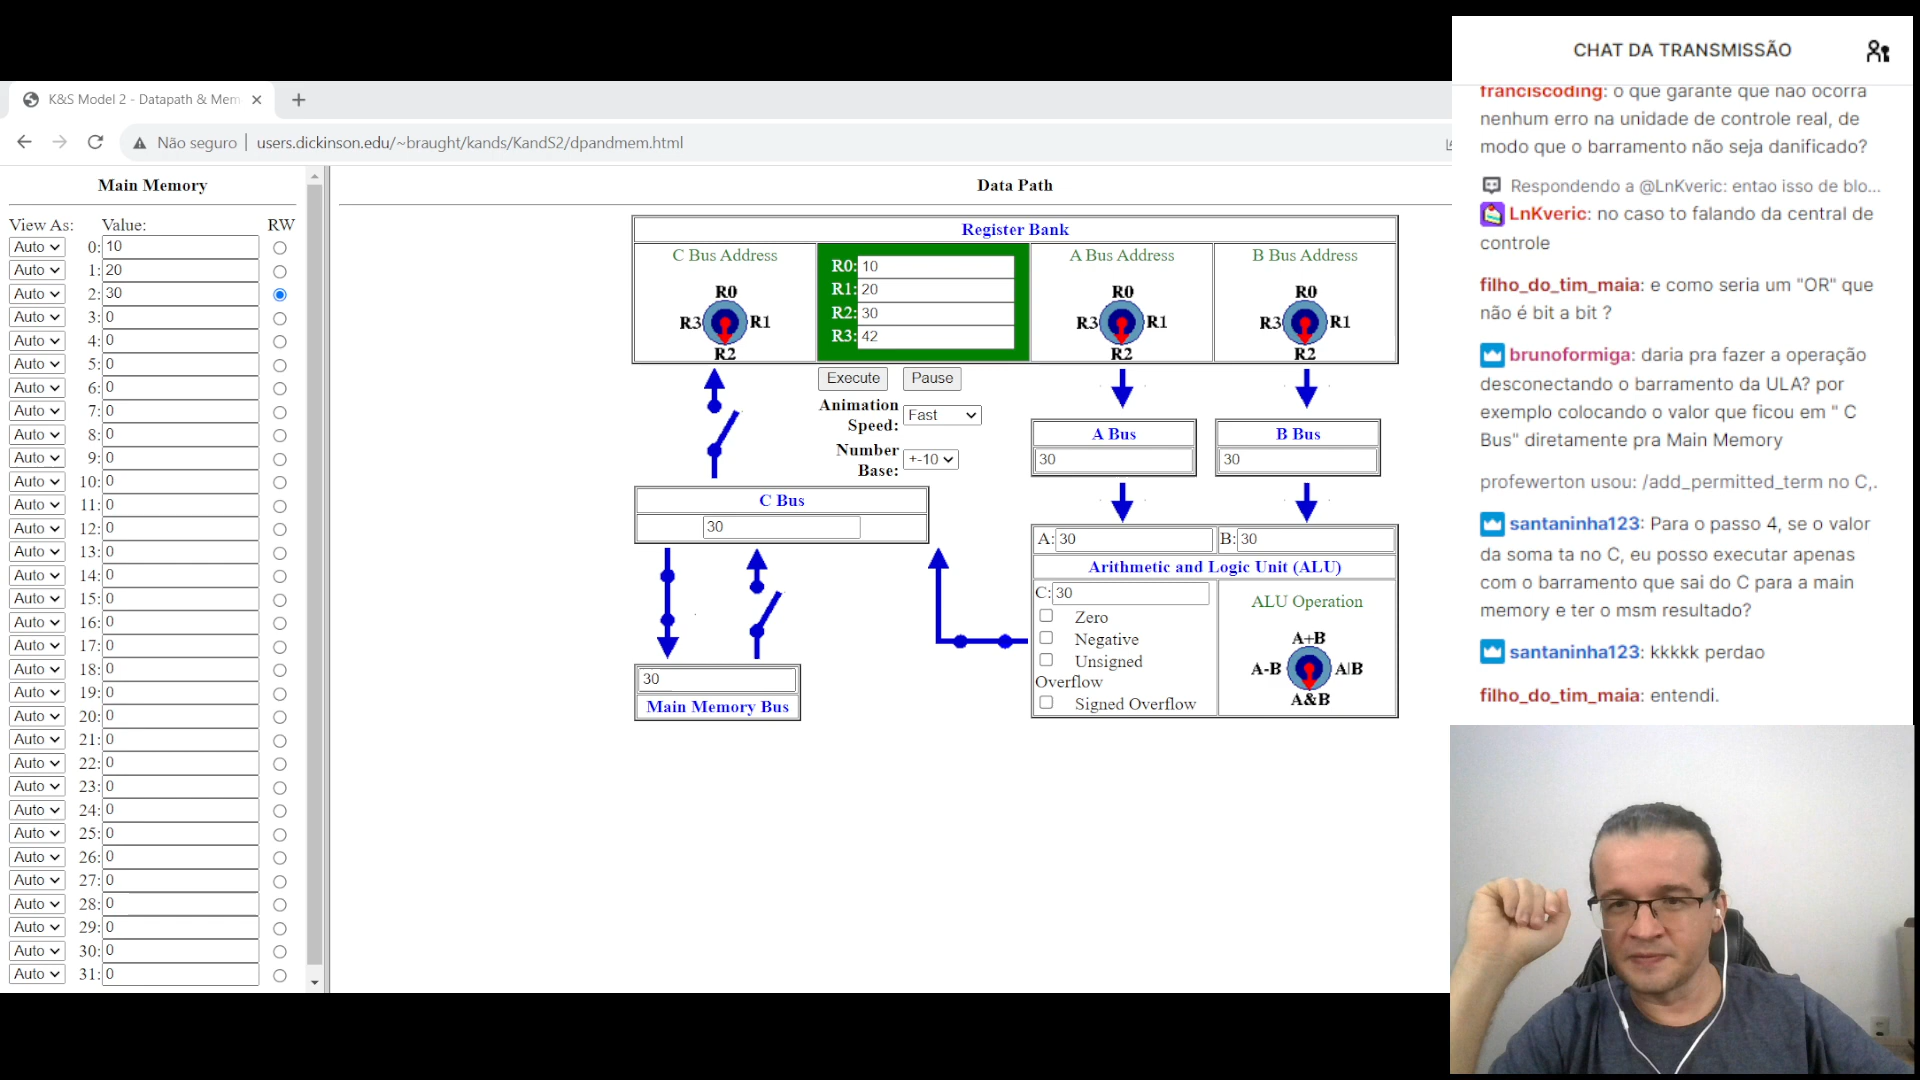 K&S Model 2 - Datapath & Mem
Não seguro
users.dickinson.edu/~braught/kands/KandS2/dpandmem.html
Main Memory
View As: Value: RW
Auto 0: 10
Auto 1: 20
Auto 2: 30
Auto 3: 0
Auto 4: 0
Auto 5: 0
Auto 6: 0
Auto 7: 0
Auto 8: 0
Auto 9: 0
Auto 10: 0
Auto 11: 0
Auto 12: 0
Auto 13: 0
Auto 14: 0
Auto 15: 0
Auto 16: 0
Auto 17: 0
Auto 18: 0
Auto 19: 0
Auto 20: 0
Auto 21: 0
Auto 22: 0
Auto 23: 0
Auto 24: 0
Auto 25: 0
Auto 26: 0
Auto 27: 0
Auto 28: 0
Auto 29: 0
Auto 30: 0
Auto 31: 0
Data Path
Register Bank
C Bus Address
R0
R3 R1
R2
R0: 10
R1: 20
R2: 30
R3: 42
A Bus Address
R0
R3 R1
R2
B Bus Address
R0
R3 R1
R2
Execute Pause
Animation
Speed: Fast
Number
Base: +-10
A Bus
30
B Bus
30
C Bus
30
A: 30 B: 30
Arithmetic and Logic Unit (ALU)
C: 30
Zero
Negative
Unsigned
Overflow
Signed Overflow
ALU Operation
A+B
A-B A|B
A&B
30
Main Memory Bus
CHAT DA TRANSMISSÃO
franciscoding: o que garante que não ocorra
nenhum erro na unidade de controle real, de
modo que o barramento não seja danificado?
Respondendo a @LnKveric: entao isso de blo...
LnKveric: no caso to falando da central de
controle
filho_do_tim_maia: e como seria um "OR" que
não é bit a bit ?
brunoformiga: daria pra fazer a operação
desconectando o barramento da ULA? por
exemplo colocando o valor que ficou em " C
Bus" diretamente pra Main Memory
profewerton usou: /add_permitted_term no C,.
santaninha123: Para o passo 4, se o valor
da soma ta no C, eu posso executar apenas
com o barramento que sai do C para a main
memory e ter o msm resultado?
santaninha123: kkkkk perdao
filho_do_tim_maia: entendi.